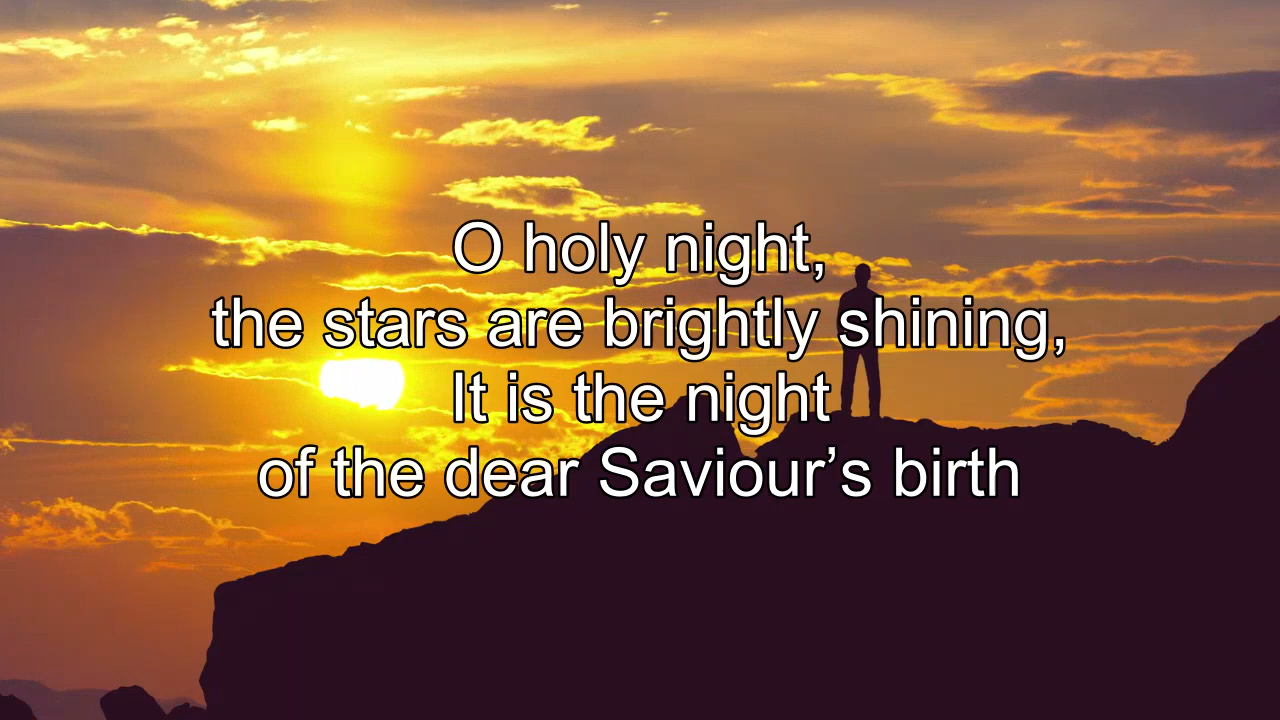 O holy night,
the stars are brightly shining,
It is the night
of the dear Saviour’s birth